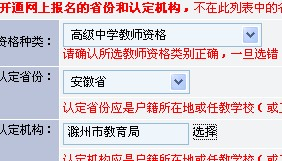 开通网上报名的省份和认定机构，不在此列表中的省
资格种类：
高级中学教师资格
请确认所选教师资格类别正确，一旦选错
认定省份：
安徽省
认定省份应是户籍所在地或任教学校（或
认定机构：
滁州市教育局
选择
认定机构应是户籍所在地或任教学校（或